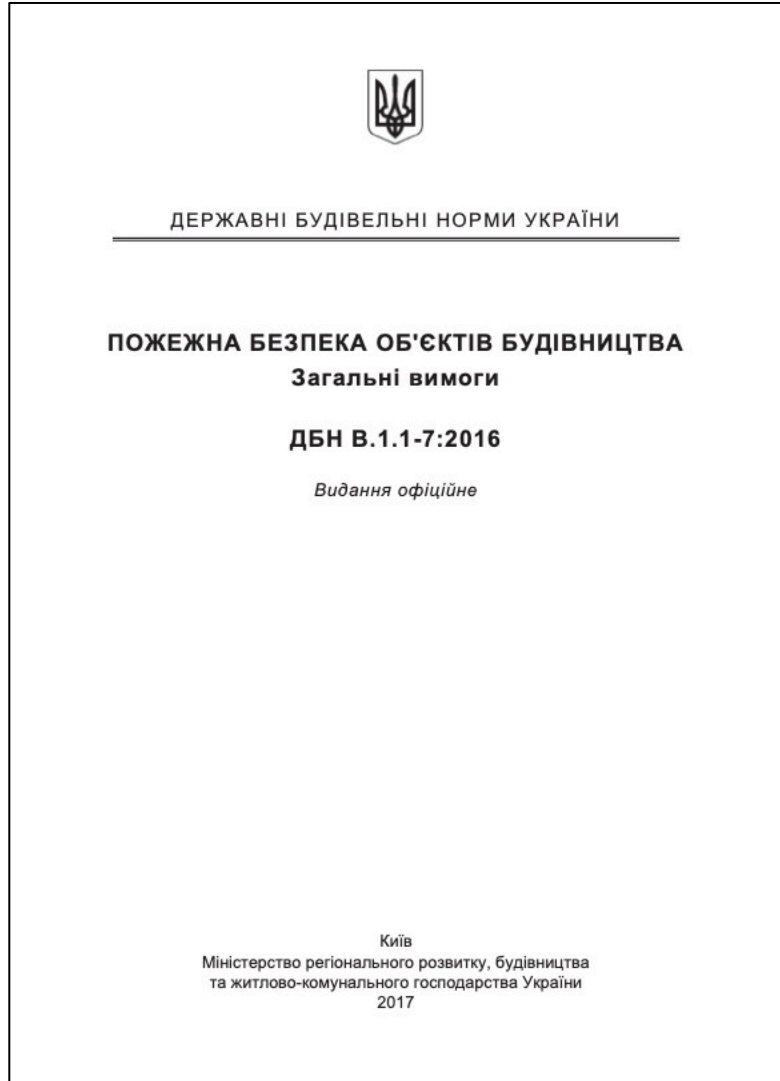 ДЕРЖАВНІ БУДІВЕЛЬНІ НОРМИ УКРАЇНИ
ПОЖЕЖНА БЕЗПЕКА ОБ'ЄКТІВ БУДІВНИЦТВА
Загальні вимоги
ДБН В.1.1-7:2016
Видання офіційне
Київ
Міністерство регіонального розвитку, будівництва
та житлово-комунального господарства України
2017